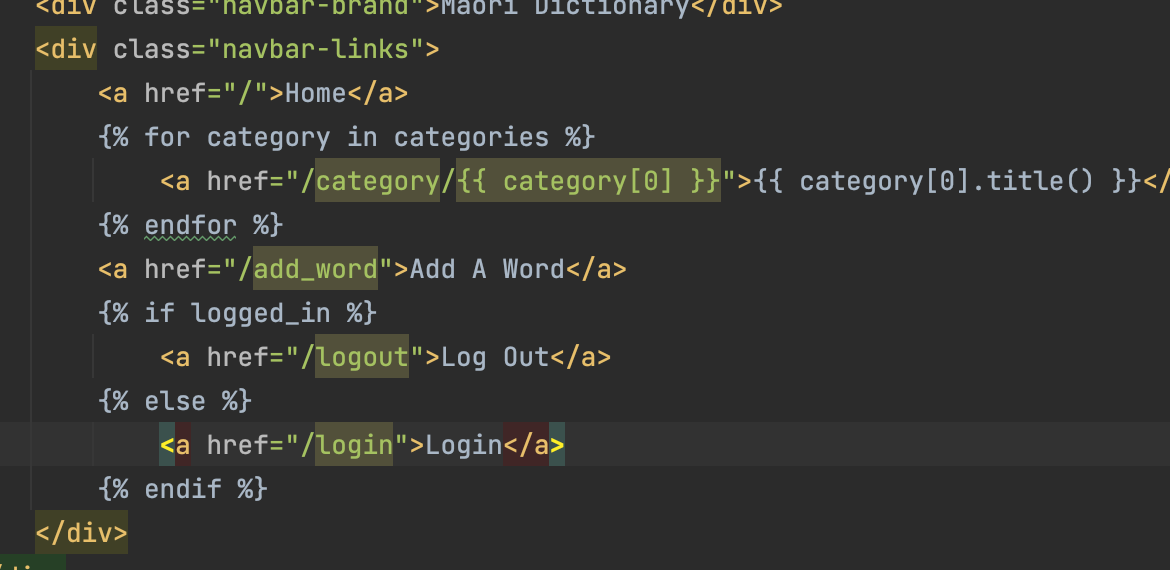 <div class="navbar-brand">Maori Dictionary</div>
<div class="navbar-links">
<a href="/">Home</a>
{% for category in categories %}
<a href="/category/{{ category[0] }}">{{ category[0].title() }}</
{% endfor %}
<a href="/add_word">Add A Word</a>
{% if logged_in %}
<a href="/logout">Log Out</a>
{% else %}
<a href="/login">Login</a>
{% endif %}
</div>